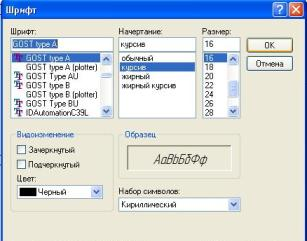 Шрифт
Шрифт: Начертание: Размер:
GOST type A курсив 16
GOST type A обычный 16
GOST type A (plotter) курсив 18
GOST Type AU жирный 20
GOST type B жирный курсив 22
GOST type B (plotter) 24
GOST Type BU 26
IDAutomationC39L 28
ОК
Отмена
Видоизменение
Зачеркнутый
Подчеркнутый
Цвет:
Черный
Образец
АаВbБбФф
Набор символов:
Кириллический